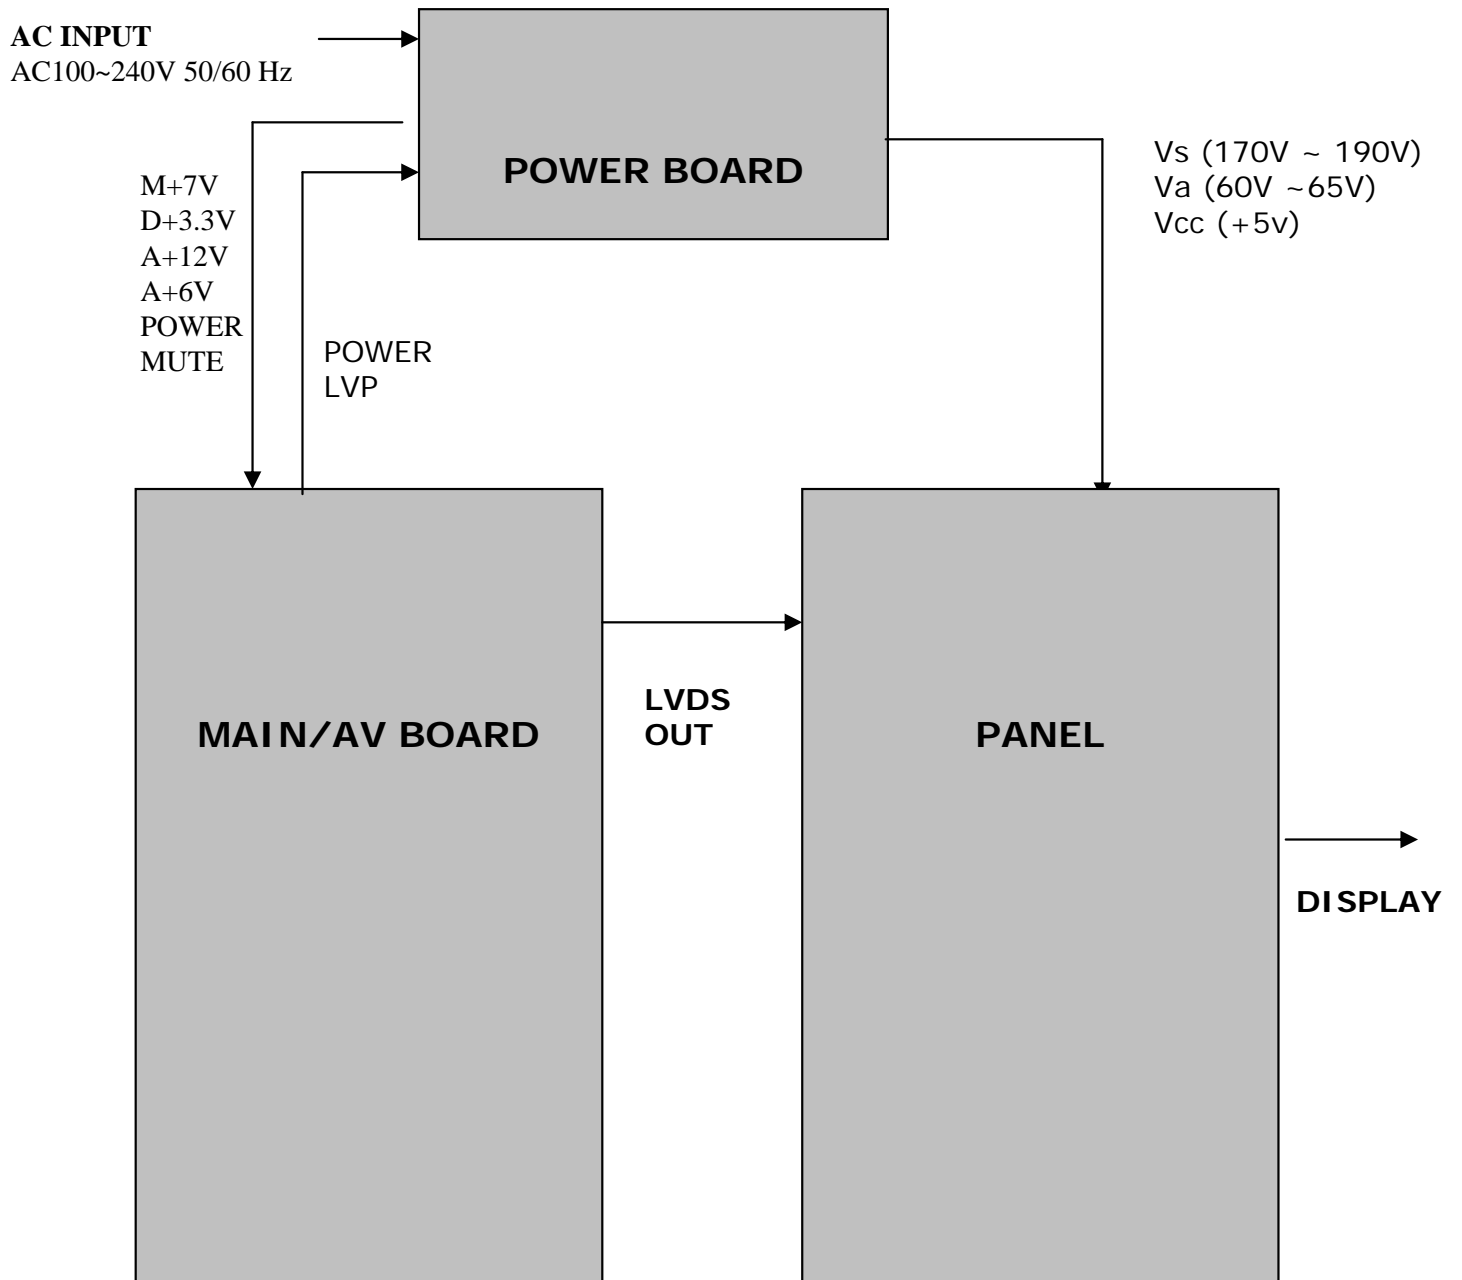 AC INPUT
AC100~240V 50/60 Hz
POWER BOARD
Vs (170V ~ 190V)
Va (60V ~65V)
Vcc (+5v)
M+7V
D+3.3V
A+12V
A+6V
POWER
MUTE
POWER
LVP
MAIN/AV BOARD
LVDS
OUT
PANEL
DISPLAY